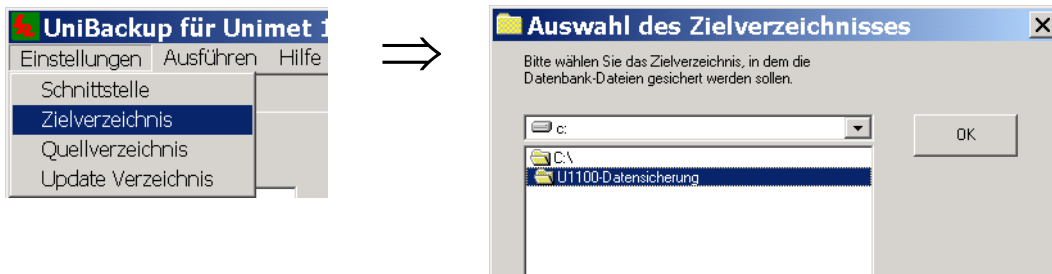 UniBackup für Unimet 1
Einstellungen Ausführen Hilfe
Schnittstelle
Zielverzeichnis
Quellverzeichnis
Update Verzeichnis
⇒
Auswahl des Zielverzeichnisses
Bitte wählen Sie das Zielverzeichnis, in dem die
Datenbank-Dateien gesichert werden sollen.
c:
OK
C:\
U1100-Datensicherung